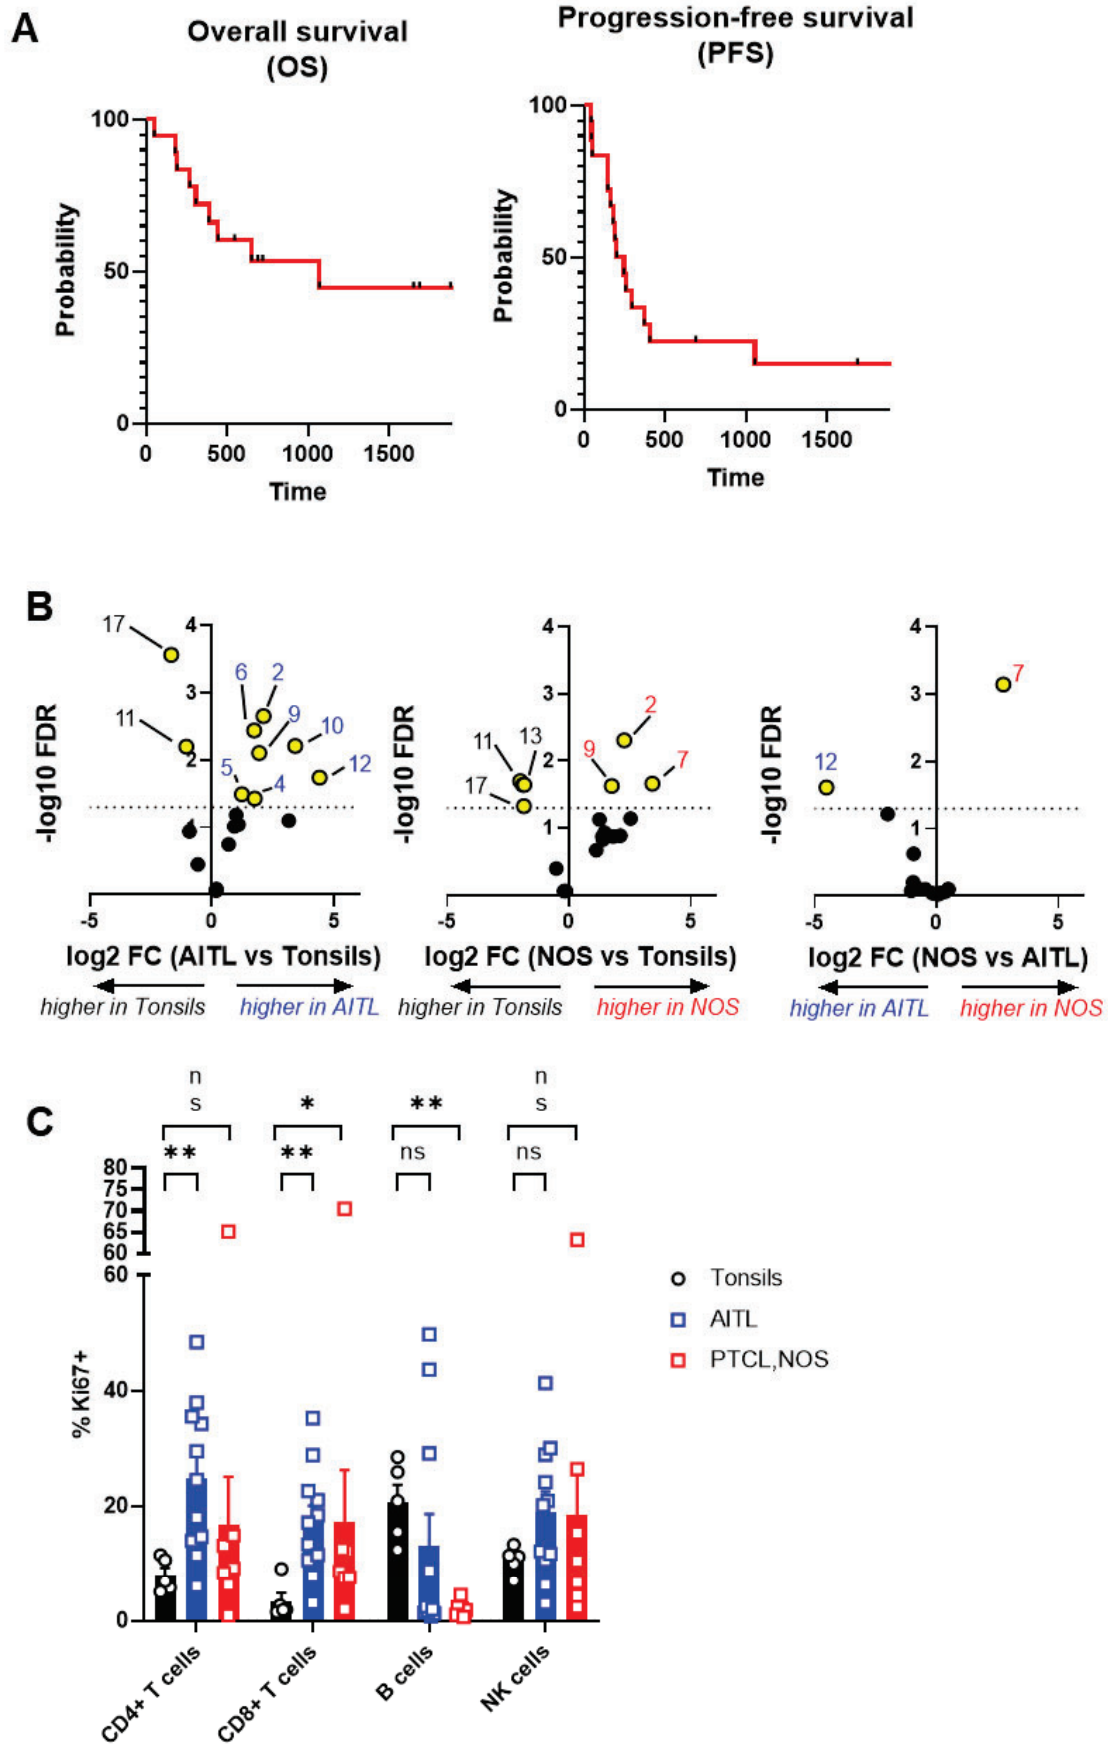 A
Overall survival
(OS)
Progression-free survival
(PFS)
100
50
0
Probability
0 500 1000 1500
Time
100
50
0
Probability
0 500 1000 1500
Time
B
-log10 FDR
4
3
2
1
17
11
6
2
9
10
5
4
12
-5 0 5
log2 FC (AITL vs Tonsils)
higher in Tonsils higher in AITL
-log10 FDR
4
3
2
1
2
11 13
9
7
17
-5 0 5
log2 FC (NOS vs Tonsils)
higher in Tonsils higher in NOS
-log10 FDR
4
3
2
1
7
12
-5 0 5
log2 FC (NOS vs AITL)
higher in AITL higher in NOS
C
n
s
* **
n
s
** ** ns ns
80
75
70
65
60
60
40
20
0
% Ki67+
CD4+ T cells
CD8+ T cells
B cells
NK cells
Tonsils
AITL
PTCL,NOS